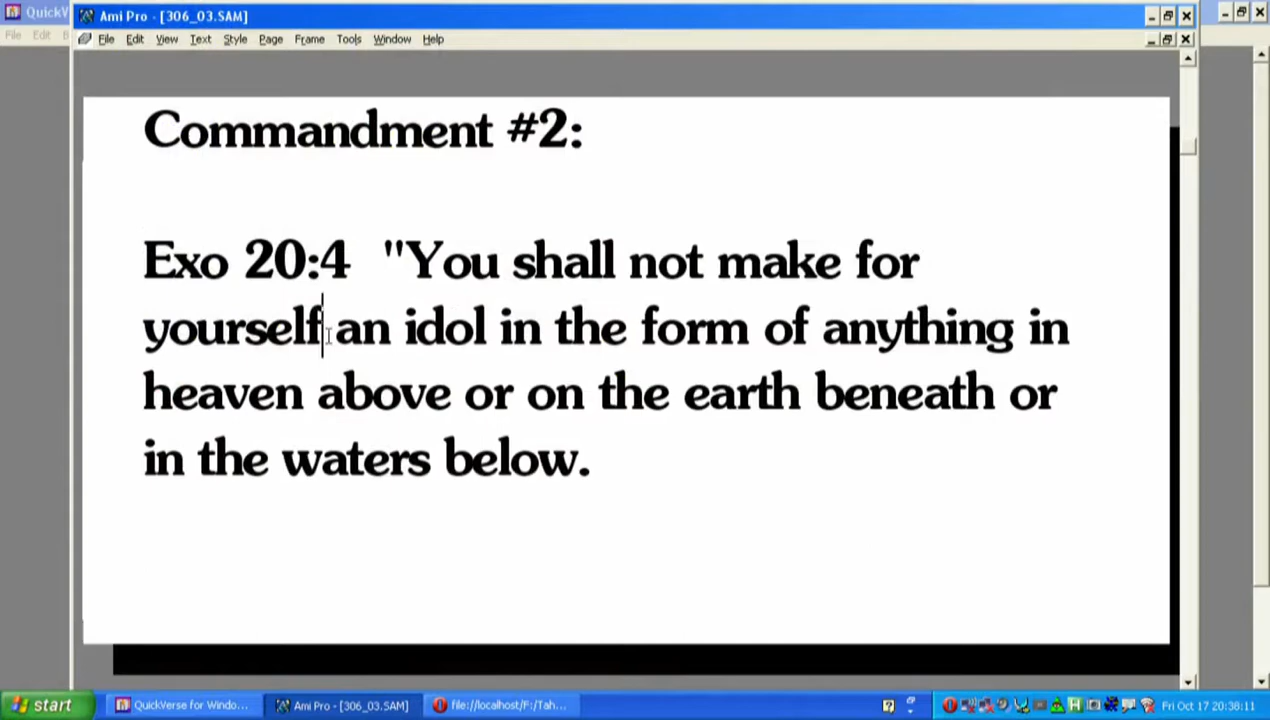 QuickVe
Ami Pro - [306_03.SAM]
File Edit B
File Edit View Text Style Page Frame Tools Window Help
Commandment #2:
Exo 20:4 "You shall not make for
yourself an idol in the form of anything in
heaven above or on the earth beneath or
in the waters below.
start QuickVerse for Windo... Ami Pro - [306_03.SAM] file://localhost/F:/Tah... Fri Oct 17 20:38:11